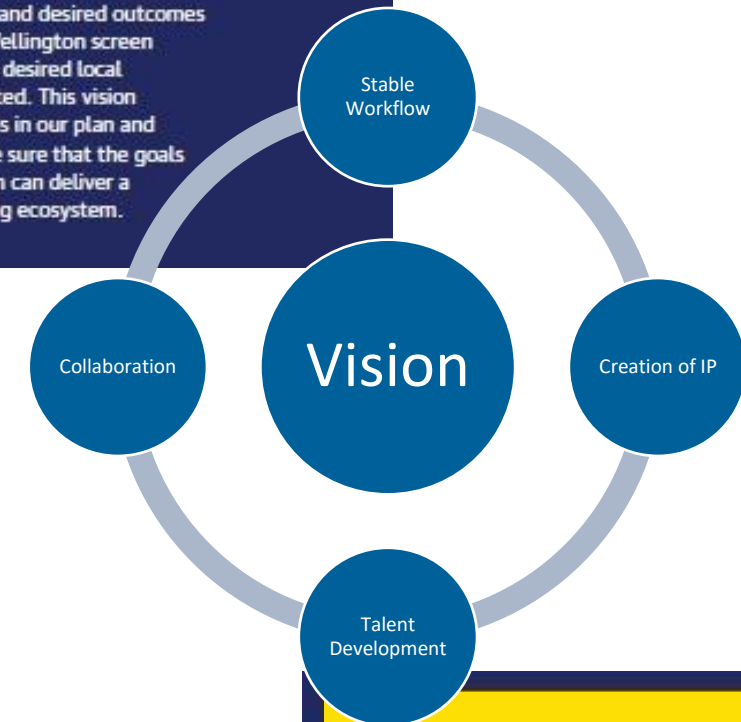 and desired outcomes
ellington screen
desired local
ed. This vision
s in our plan and
sure that the goals
can deliver a
g ecosystem.
Stable
Workflow
Collaboration
Vision
Creation of IP
Talent
Development